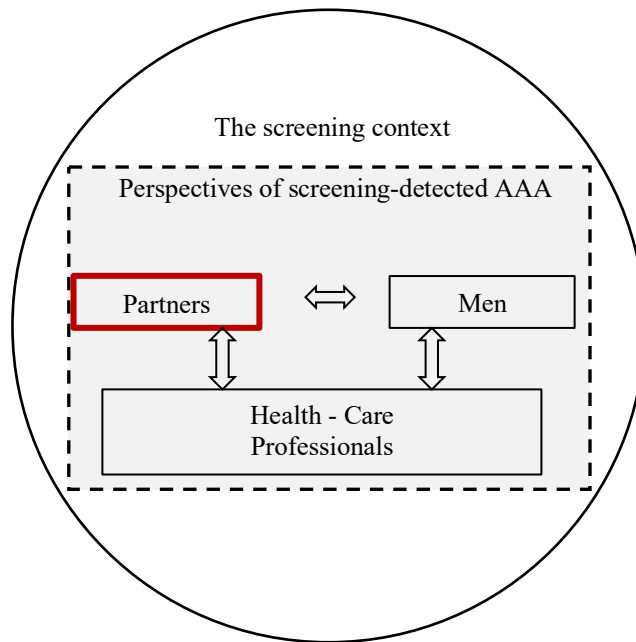 The screening context
Perspectives of screening-detected AAA
Partners
Men
Health - Care
Professionals